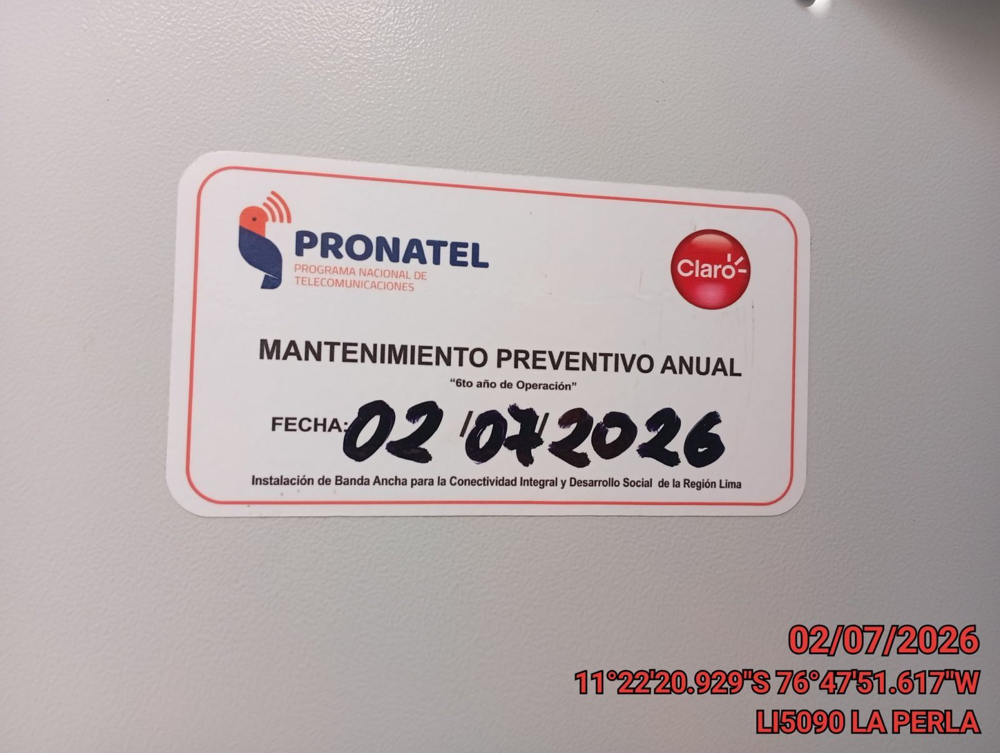 PRONATEL
PROGRAMA NACIONAL DE
TELECOMUNICACIONES
Claro
MANTENIMIENTO PREVENTIVO ANUAL
“6to año de Operación”
FECHA: 02/07/2026
Instalación de Banda Ancha para la Conectividad Integral y Desarrollo Social de la Región Lima
02/07/2026
11°22'20.929"S 76°47'51.617"W
LI5090 LA PERLA